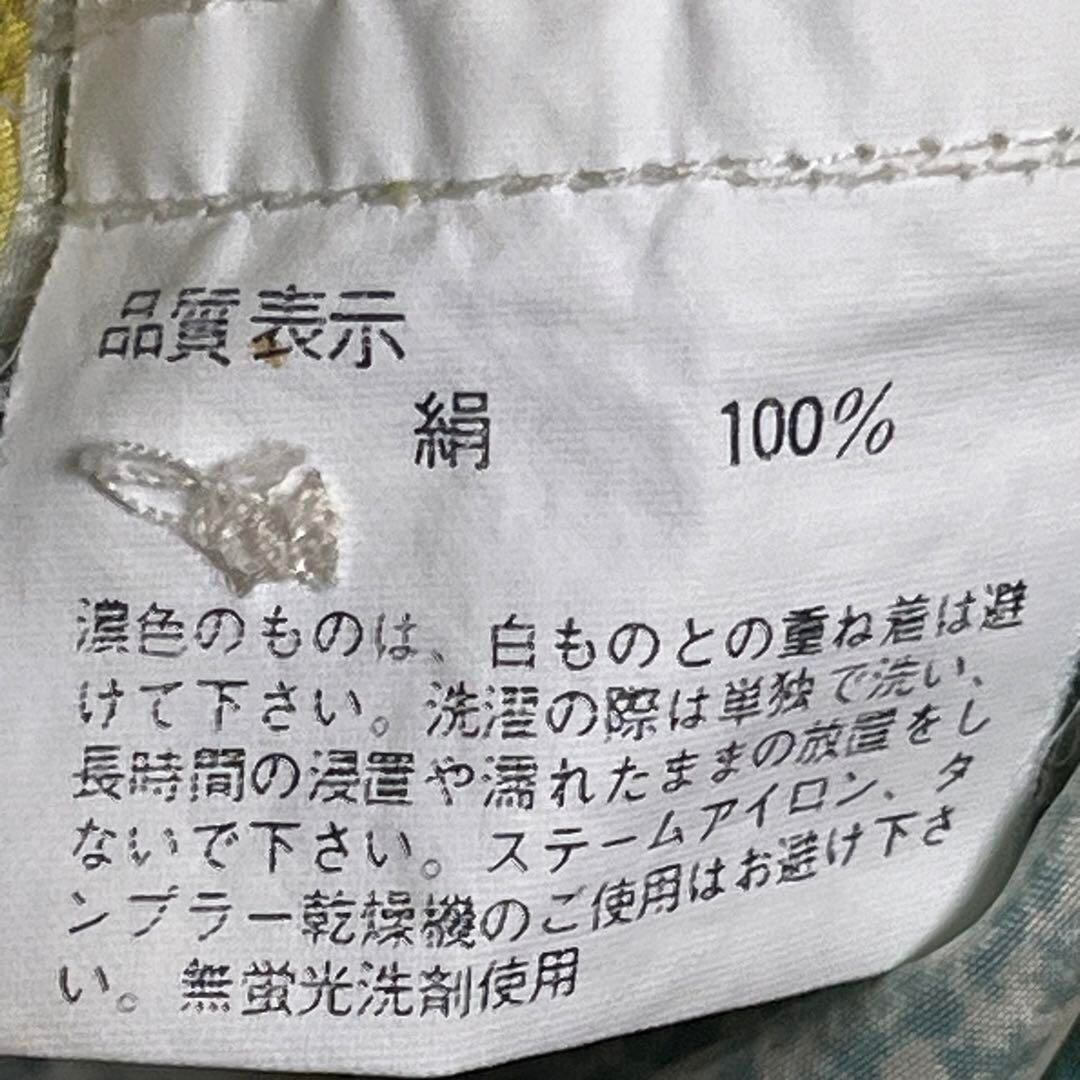 品質表示
絹 100%
濃色のものは、白ものとの重ね着は避
けて下さい。洗濯の際は単独で洗い、
長時間の浸置や濡れたままの放置をし
ないで下さい。スチームアイロン、タ
ンブラー乾燥機のご使用はお避け下さ
い。無蛍光洗剤使用